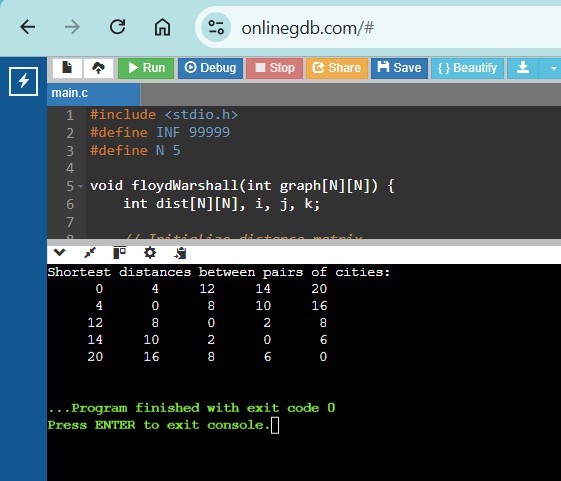 onlinegdb.com/#
Run Debug Stop Share Save { } Beautify
main.c
1 #include <stdio.h>
2 #define INF 99999
3 #define N 5
4
5 void floydWarshall(int graph[N][N]) {
6 int dist[N][N], i, j, k;
7
8 // Initialize distance matrix
Shortest distances between pairs of cities:
0 4 12 14 20
4 0 8 10 16
12 8 0 2 8
14 10 2 0 6
20 16 8 6 0
...Program finished with exit code 0
Press ENTER to exit console.